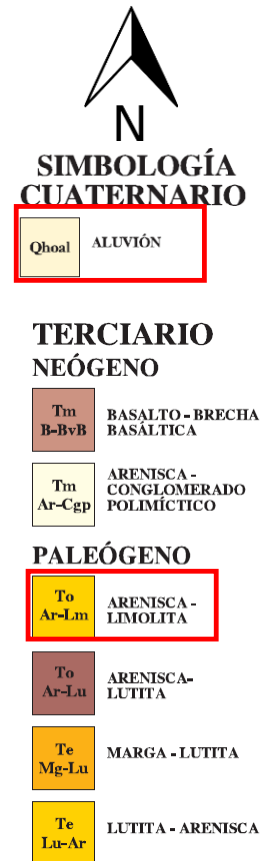 N
SIMBOLOGÍA
CUATERNARIO
Qhoal
ALUVIÓN
TERCIARIO
NEÓGENO
Tm
B-BvB
BASALTO - BRECHA
BASÁLTICA
Tm
Ar-Cgp
ARENISCA -
CONGLOMERADO
POLIMÍCTICO
PALEÓGENO
To
Ar-Lm
ARENISCA -
LIMOLITA
To
Ar-Lu
ARENISCA-
LUTITA
Te
Mg-Lu
MARGA - LUTITA
Te
Lu-Ar
LUTITA - ARENISCA